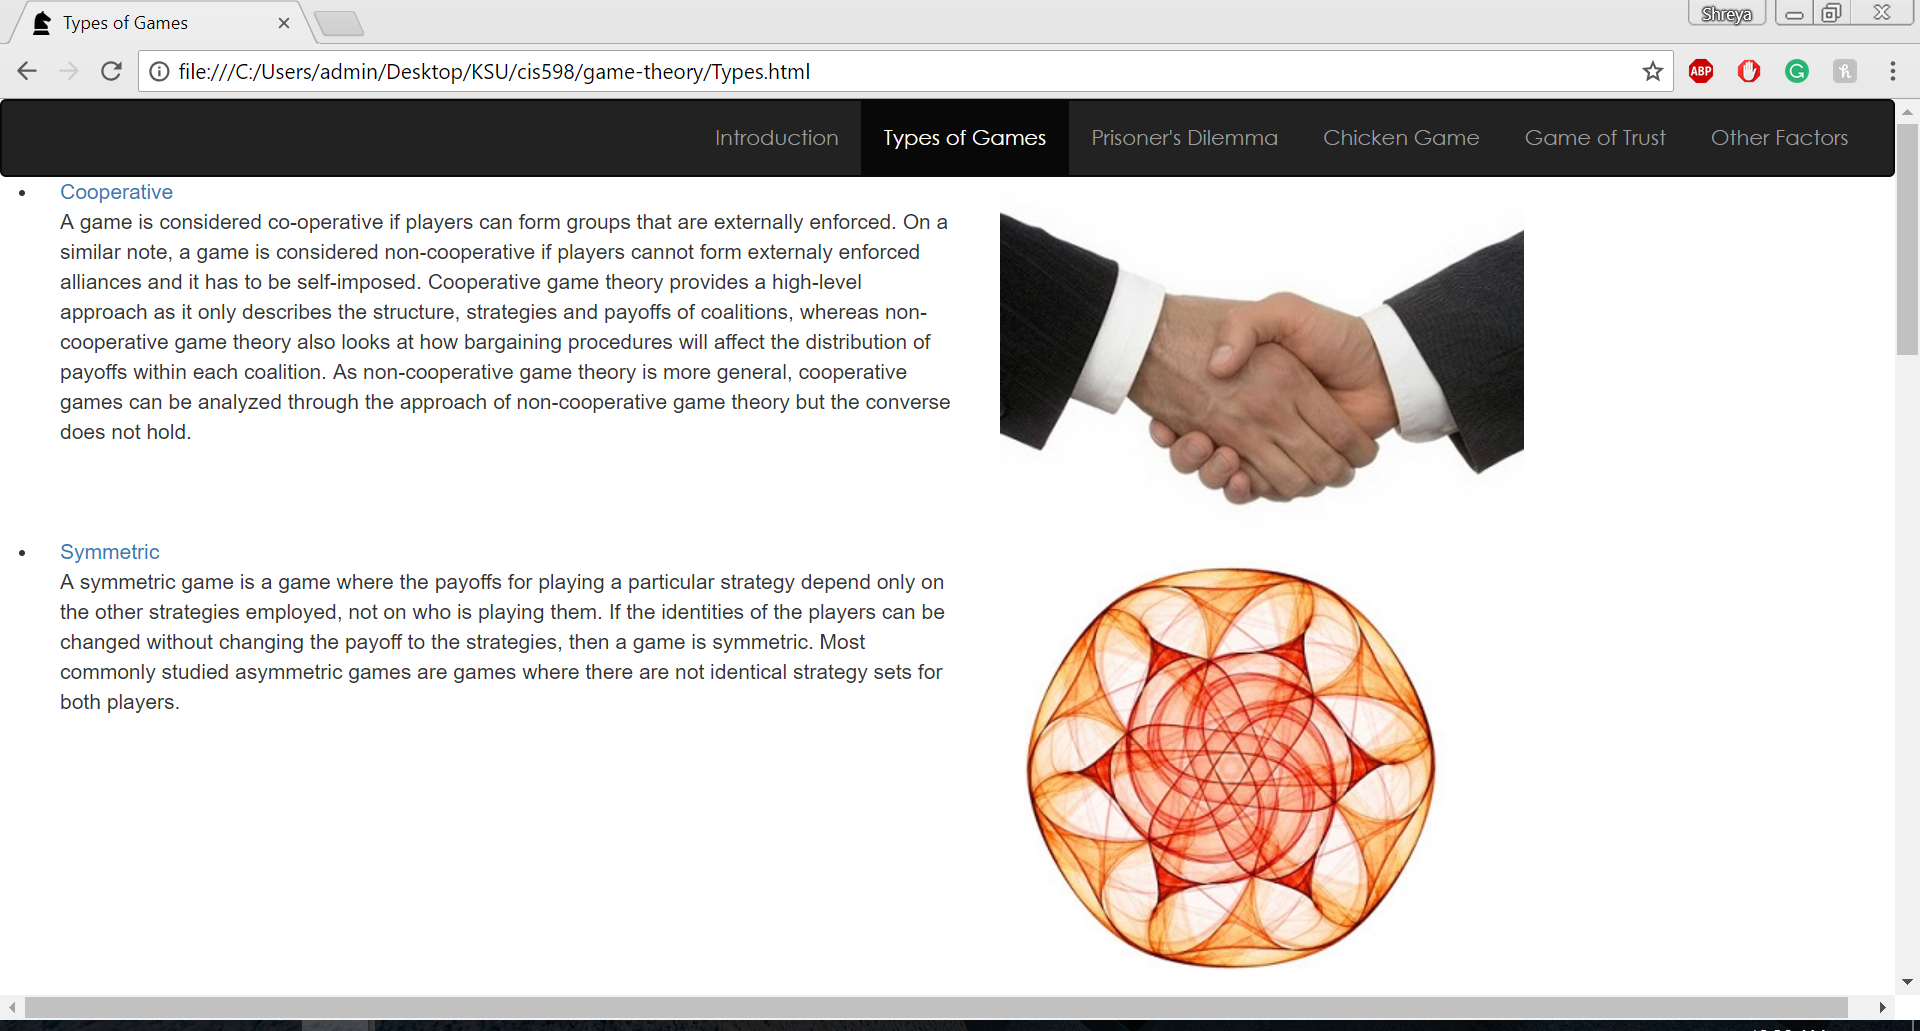 Types of Games
Shreya
file:///C:/Users/admin/Desktop/KSU/cis598/game-theory/Types.html
ABP
Introduction
Types of Games
Prisoner's Dilemma
Chicken Game
Game of Trust
Other Factors
Cooperative
A game is considered co-operative if players can form groups that are externally enforced. On a
similar note, a game is considered non-cooperative if players cannot form externaly enforced
alliances and it has to be self-imposed. Cooperative game theory provides a high-level
approach as it only describes the structure, strategies and payoffs of coalitions, whereas non-
cooperative game theory also looks at how bargaining procedures will affect the distribution of
payoffs within each coalition. As non-cooperative game theory is more general, cooperative
games can be analyzed through the approach of non-cooperative game theory but the converse
does not hold.
Symmetric
A symmetric game is a game where the payoffs for playing a particular strategy depend only on
the other strategies employed, not on who is playing them. If the identities of the players can be
changed without changing the payoff to the strategies, then a game is symmetric. Most
commonly studied asymmetric games are games where there are not identical strategy sets for
both players.